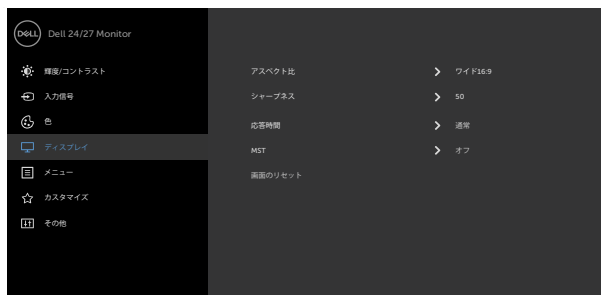 DELL
Dell 24/27 Monitor
輝度/コントラスト
入力信号
色
ディスプレイ
メニュー
カスタマイズ
その他
アスペクト比 ワイド16:9
シャープネス 50
応答時間 通常
MST オフ
画面のリセット